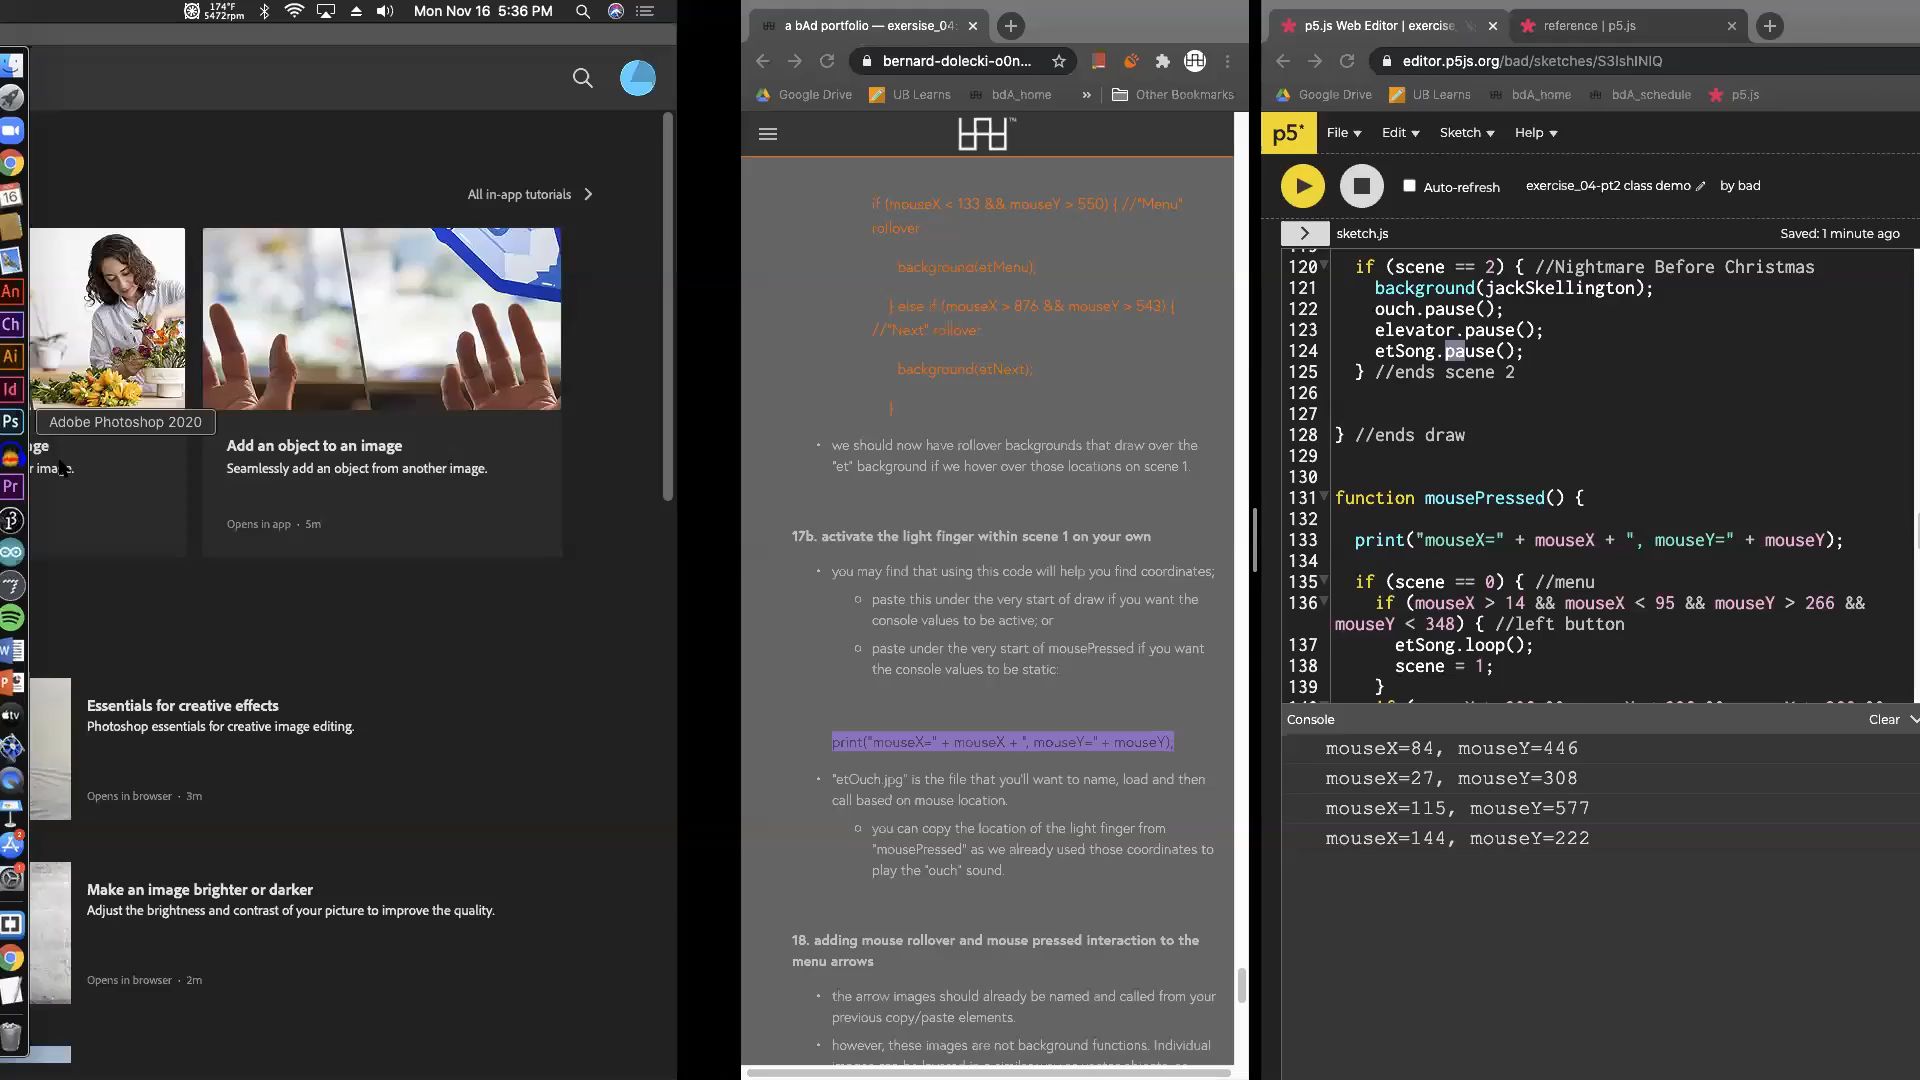 174°F
5472rpm
Mon Nov 16 5:36 PM
All in-app tutorials
Adobe Photoshop 2020
age
r image.
Add an object to an image
Seamlessly add an object from another image.
Opens in app • 5m
Essentials for creative effects
Photoshop essentials for creative image editing.
Opens in browser • 3m
Make an image brighter or darker
Adjust the brightness and contrast of your picture to improve the quality.
Opens in browser • 2m
16
An
Ch
Ai
Id
Ps
Pr
tv
2
1
a bAd portfolio — exersise_04:
bernard-dolecki-o0n...
Google Drive
UB Learns
bdA_home
»
Other Bookmarks
™
if (mouseX < 133 && mouseY > 550) { //"Menu"
rollover
background(etMenu);
} else if (mouseX > 876 && mouseY > 543) {
//"Next" rollover
background(etNext);
}
• we should now have rollover backgrounds that draw over the
"et" background if we hover over those locations on scene 1.
17b. activate the light finger within scene 1 on your own
• you may find that using this code will help you find coordinates;
paste this under the very start of draw if you want the
console values to be active; or
paste under the very start of mousePressed if you want
the console values to be static:
print("mouseX=" + mouseX + ", mouseY=" + mouseY);
• "etOuch.jpg" is the file that you'll want to name, load and then
call based on mouse location.
you can copy the location of the light finger from
"mousePressed" as we already used those coordinates to
play the "ouch" sound.
18. adding mouse rollover and mouse pressed interaction to the
menu arrows
• the arrow images should already be named and called from your
previous copy/paste elements.
• however, these images are not background functions. Individual
p5.js Web Editor | exercise
reference | p5.js
editor.p5js.org/bad/sketches/S3IshINIQ
Google Drive
UB Learns
bdA_home
bdA_schedule
p5.js
p5*
File
Edit
Sketch
Help
Auto-refresh
exercise_04-pt2 class demo
by bad
sketch.js
Saved: 1 minute ago
120 if (scene == 2) { //Nightmare Before Christmas
121 background(jackSkellington);
122 ouch.pause();
123 elevator.pause();
124 etSong.pause();
125 } //ends scene 2
126
127
128 } //ends draw
129
130
131 function mousePressed() {
132
133 print("mouseX=" + mouseX + ", mouseY=" + mouseY);
134
135 if (scene == 0) { //menu
136 if (mouseX > 14 && mouseX < 95 && mouseY > 266 &&
mouseY < 348) { //left button
137 etSong.loop();
138 scene = 1;
139 }
Console
Clear
mouseX=84, mouseY=446
mouseX=27, mouseY=308
mouseX=115, mouseY=577
mouseX=144, mouseY=222